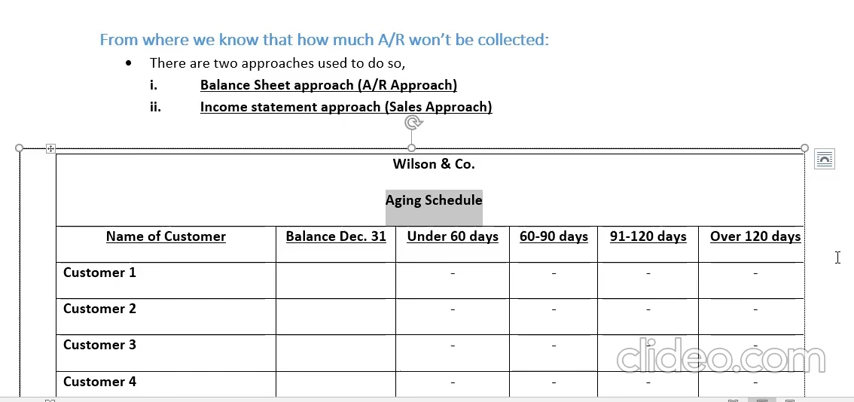 From where we know that how much A/R won't be collected:
• There are two approaches used to do so,
i. Balance Sheet approach (A/R Approach)
ii. Income statement approach (Sales Approach)
Wilson & Co.
Aging Schedule
Name of Customer Balance Dec. 31 Under 60 days 60-90 days 91-120 days Over 120 days
Customer 1 - - - -
Customer 2 - - - -
Customer 3 - - - -
Customer 4 - - - -
clideo.com